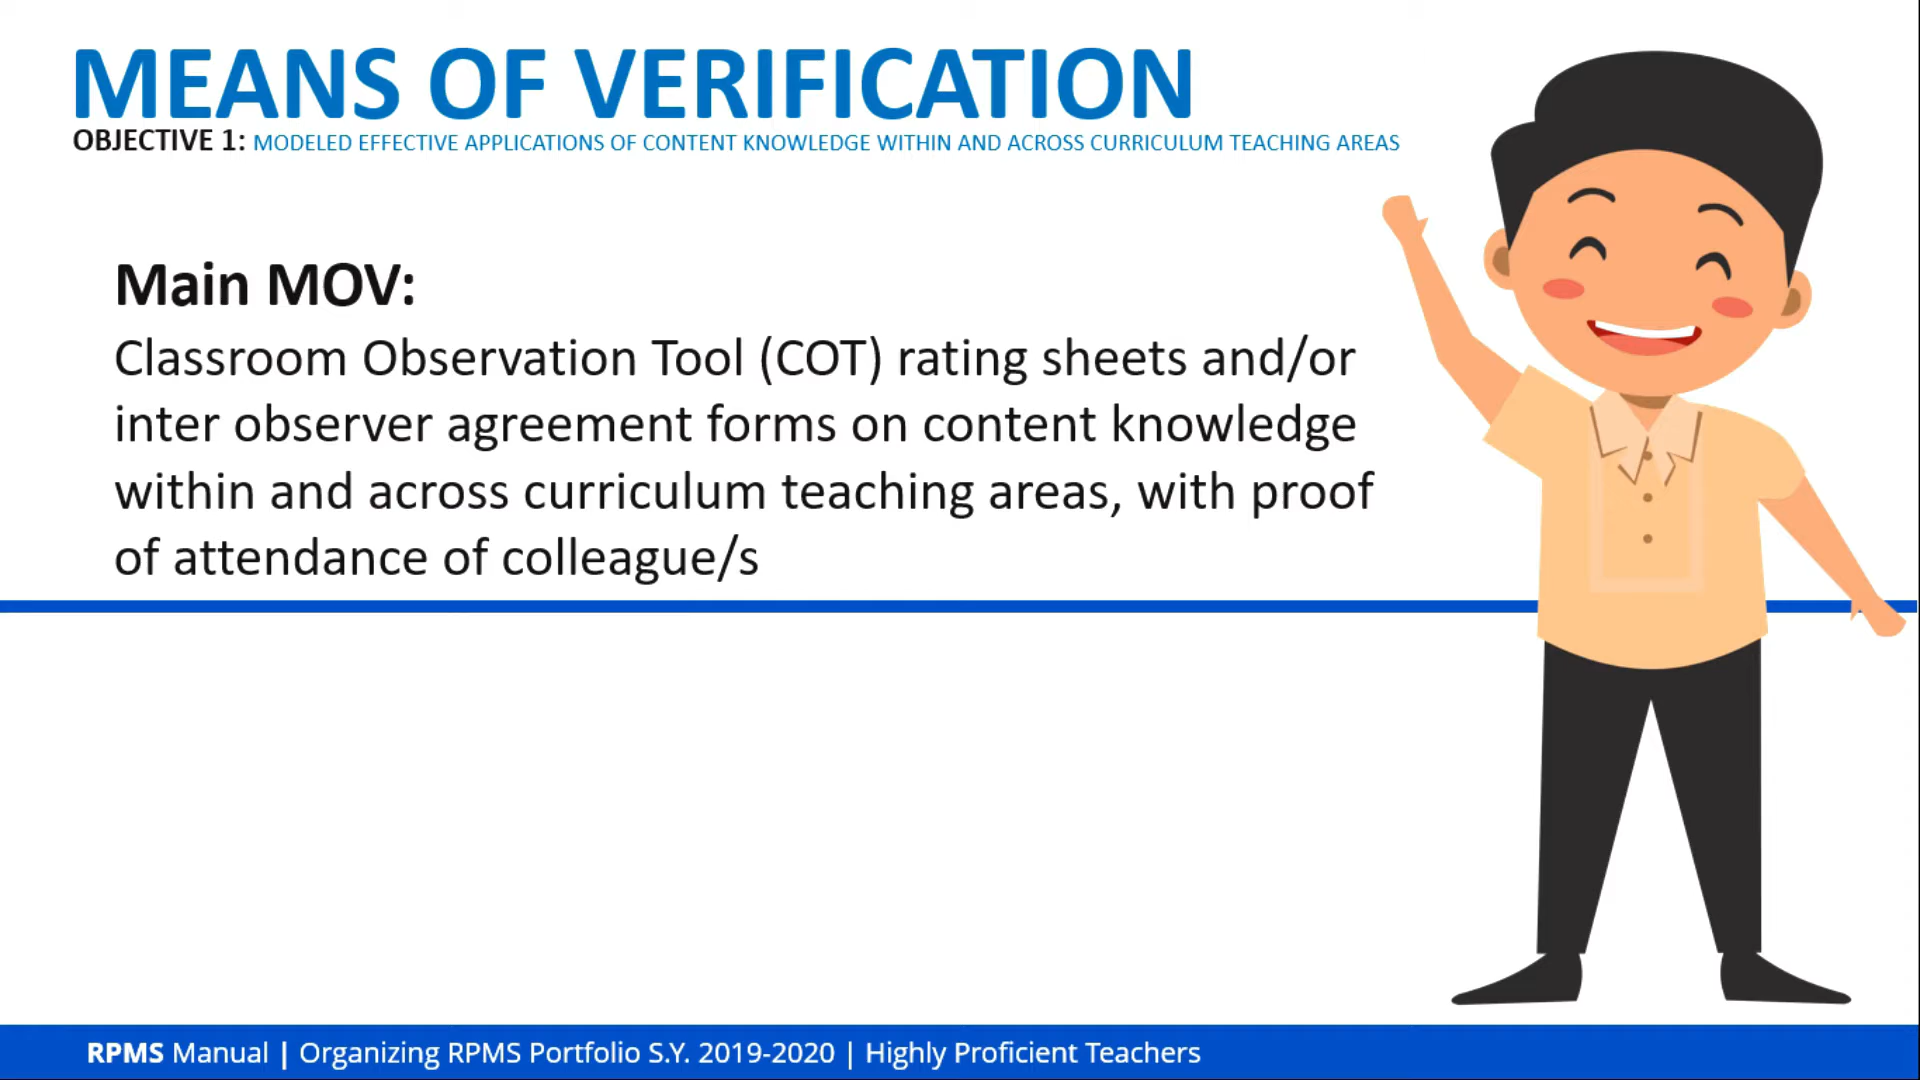 MEANS OF VERIFICATION
OBJECTIVE 1: MODELED EFFECTIVE APPLICATIONS OF CONTENT KNOWLEDGE WITHIN AND ACROSS CURRICULUM TEACHING AREAS
Main MOV:
Classroom Observation Tool (COT) rating sheets and/or
inter observer agreement forms on content knowledge
within and across curriculum teaching areas, with proof
of attendance of colleague/s
RPMS Manual | Organizing RPMS Portfolio S.Y. 2019-2020 | Highly Proficient Teachers